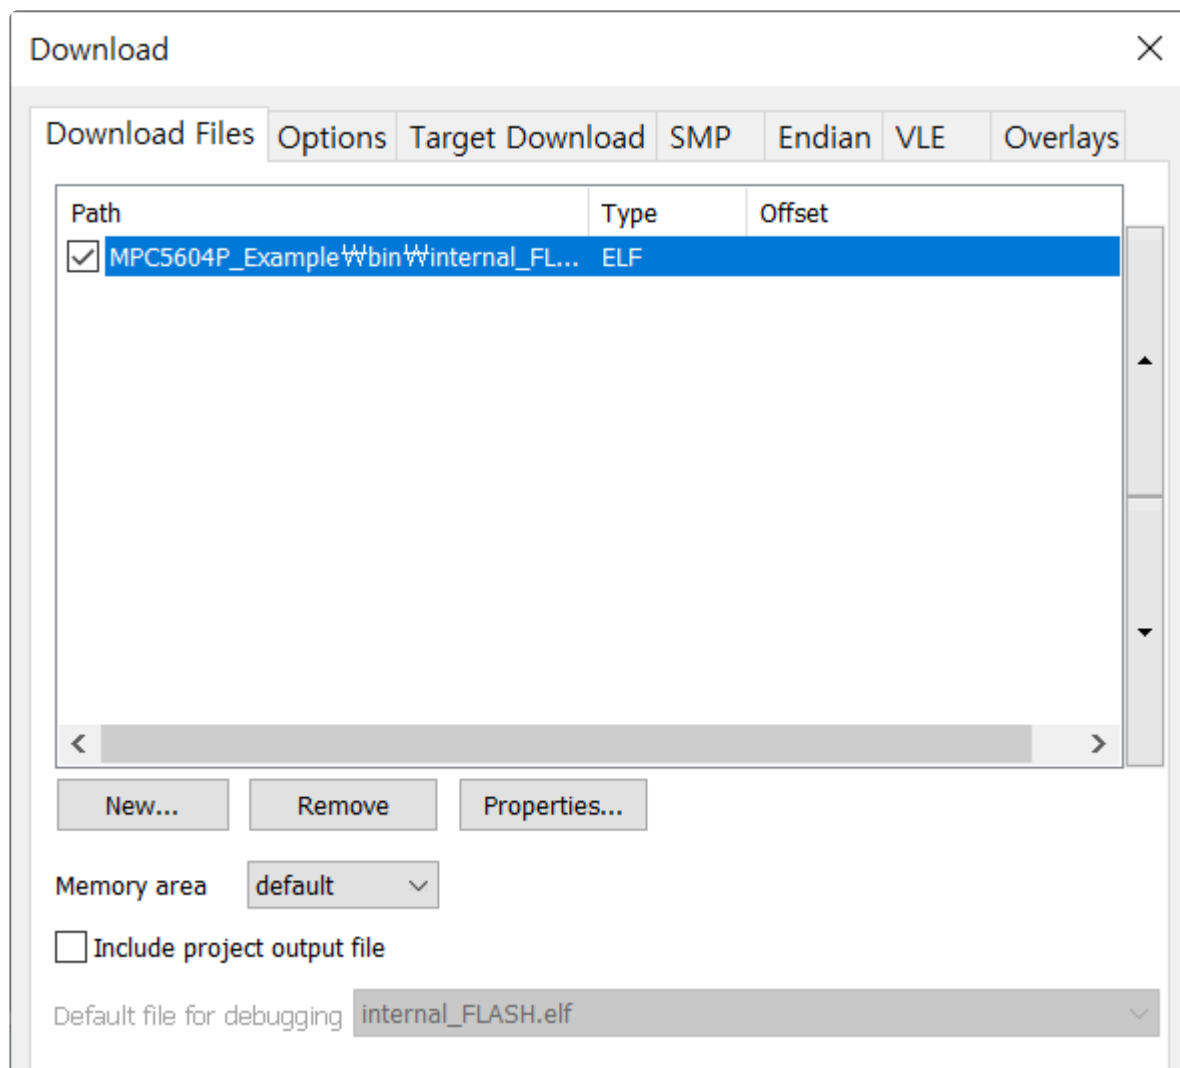 Download
Download Files Options Target Download SMP Endian VLE Overlays
Path Type Offset
MPC5604P_Example₩bin₩internal_FL... ELF
New... Remove Properties...
Memory area default
Include project output file
Default file for debugging internal_FLASH.elf